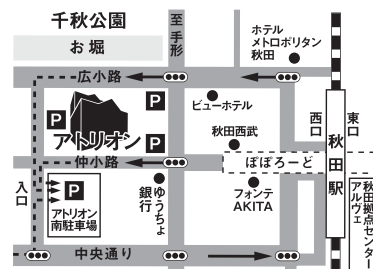 千秋公園
お堀
至手形
ホテル
メトロポリタン
秋田
広小路
P
P
ビューホテル
アトリオン
P
秋田西武
西口
東口
秋田駅
仲小路
ぽぽろーど
入口
P
アトリオン
南駐車場
ゆうちょ
銀行
フォンテ
AKITA
秋田拠点センター
アルヴェ
中央通り